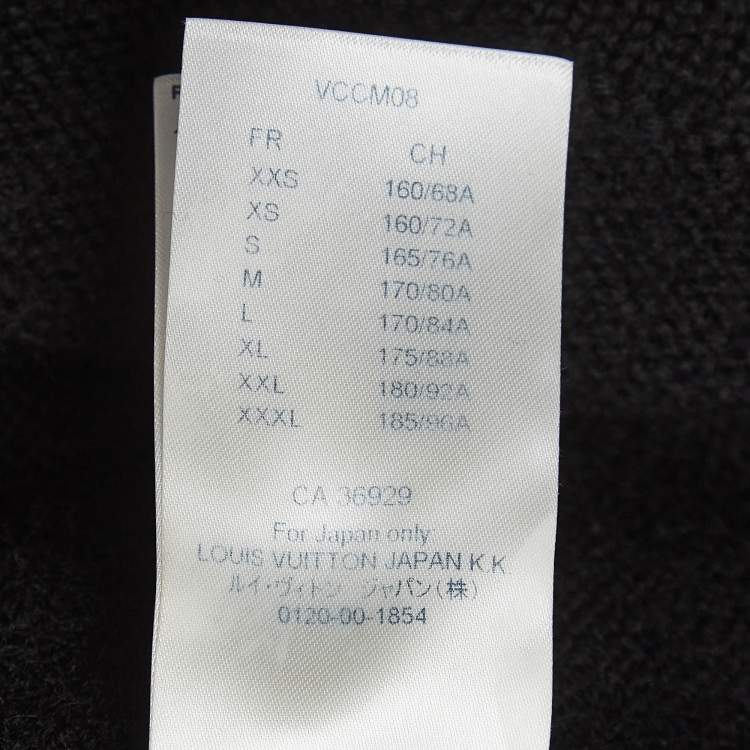 VCCM08
FR CH
XXS 160/68A
XS 160/72A
S 165/76A
M 170/80A
L 170/84A
XL 175/88A
XXL 180/92A
XXXL 185/96A
CA 36929
For Japan only
LOUIS VUITTON JAPAN K.K.
ルイ・ヴィトン ジャパン(株)
0120-00-1854